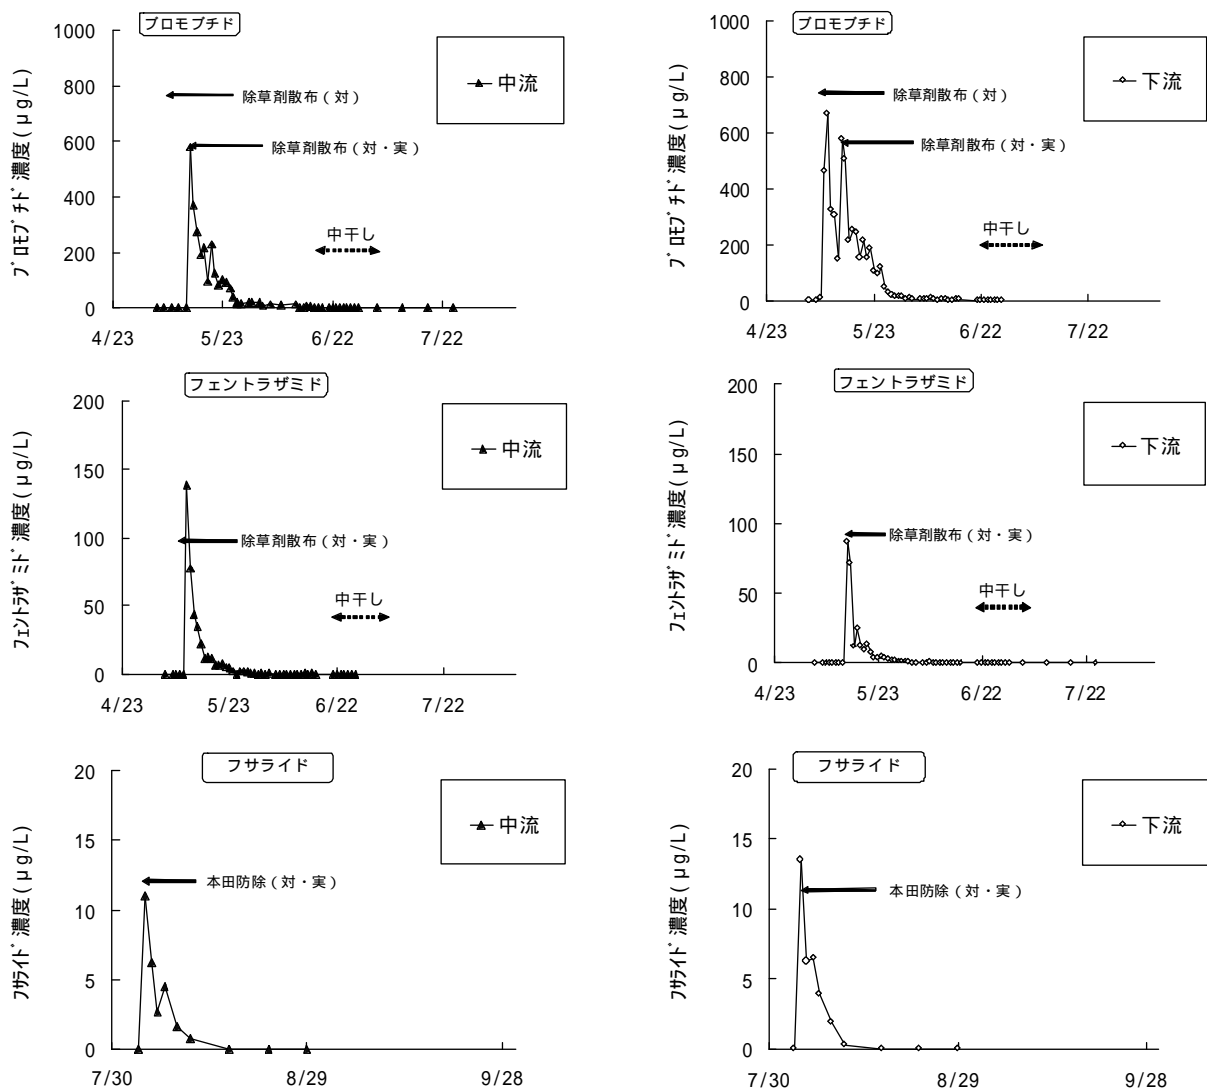 ブロモブチド
1000
800
600
400
200
0
ブロモブチド濃度(μg/L)
中流
除草剤散布(対)
除草剤散布(対・実)
中干し
4/23 5/23 6/22 7/22
ブロモブチド
1000
800
600
400
200
0
ブロモブチド濃度(μg/L)
下流
除草剤散布(対)
除草剤散布(対・実)
中干し
4/23 5/23 6/22 7/22
フェントラザミド
200
150
100
50
0
フェントラザミド濃度(μg/L)
中流
除草剤散布(対・実)
中干し
4/23 5/23 6/22 7/22
フェントラザミド
200
150
100
50
0
フェントラザミド濃度(μg/L)
下流
除草剤散布(対・実)
中干し
4/23 5/23 6/22 7/22
フサライド
20
15
10
5
0
フサライド濃度(μg/L)
中流
本田防除(対・実)
7/30 8/29 9/28
フサライド
20
15
10
5
0
フサライド濃度(μg/L)
下流
本田防除(対・実)
7/30 8/29 9/28